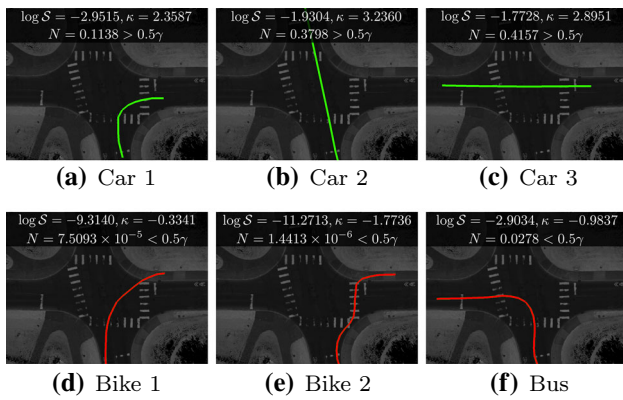 log S = −2.9515, κ = 2.3587
N = 0.1138 > 0.5γ
log S = −1.9304, κ = 3.2360
N = 0.3798 > 0.5γ
log S = −1.7728, κ = 2.8951
N = 0.4157 > 0.5γ
(a) Car 1
(b) Car 2
(c) Car 3
log S = −9.3140, κ = −0.3341
N = 7.5093 × 10⁻⁵ < 0.5γ
log S = −11.2713, κ = −1.7736
N = 1.4413 × 10⁻⁶ < 0.5γ
log S = −2.9034, κ = −0.9837
N = 0.0278 < 0.5γ
(d) Bike 1
(e) Bike 2
(f) Bus